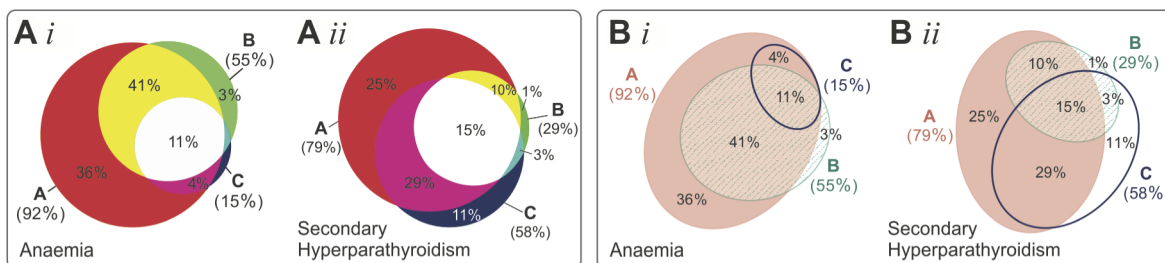 A i
B
(55%)
41%
3%
11%
36%
4%
C
(15%)
A
(92%)
Anaemia
A ii
25%
10%
1%
B
(29%)
15%
A
(79%)
3%
29%
11%
C
(58%)
Secondary
Hyperparathyroidism
B i
4%
C
(15%)
A
(92%)
11%
41%
3%
B
(55%)
36%
Anaemia
B ii
10%
1%
B
(29%)
A
(79%)
15%
3%
25%
11%
29%
C
(58%)
Secondary
Hyperparathyroidism